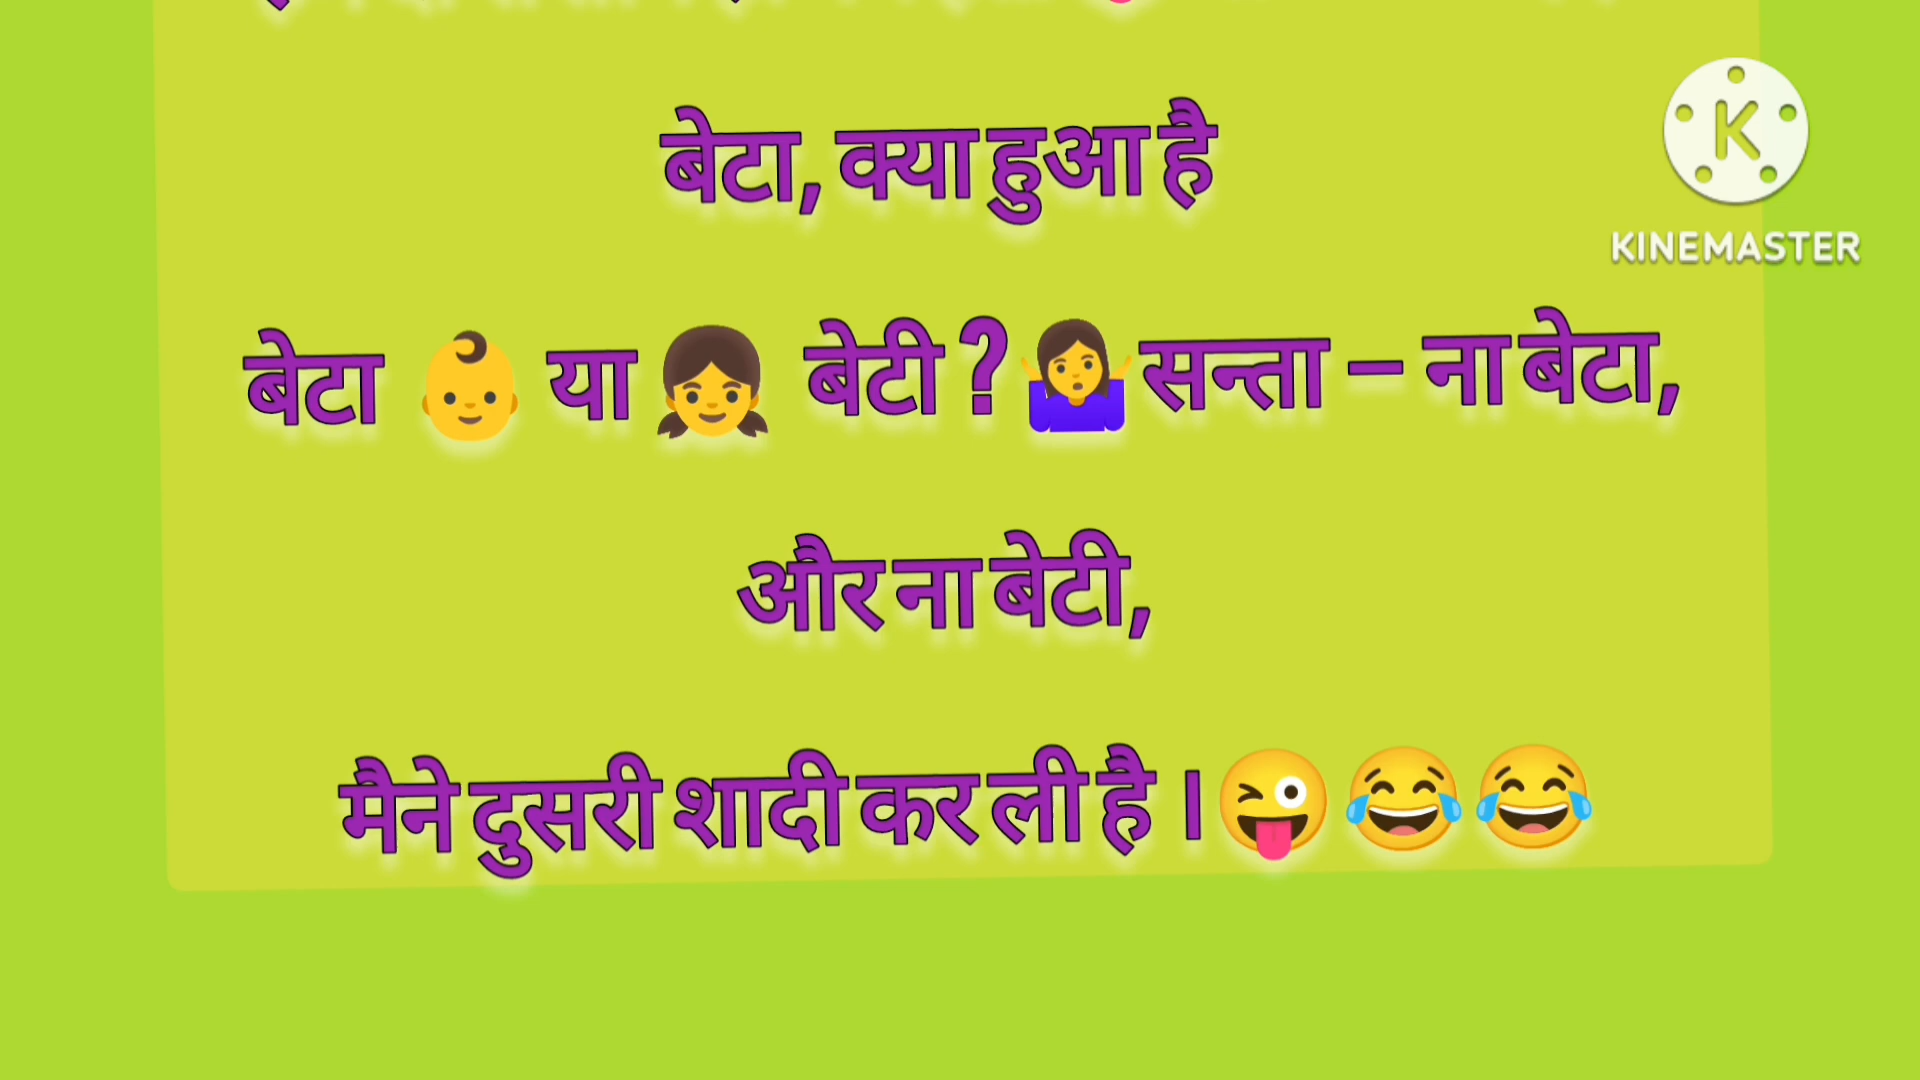 बेटा, क्या हुआ है
KINEMASTER
बेटा 👶 या 👧 बेटी ? 🤷‍♀️ सन्ता – ना बेटा,
और ना बेटी,
मैने दुसरी शादी कर ली है । 😜 😂 😂